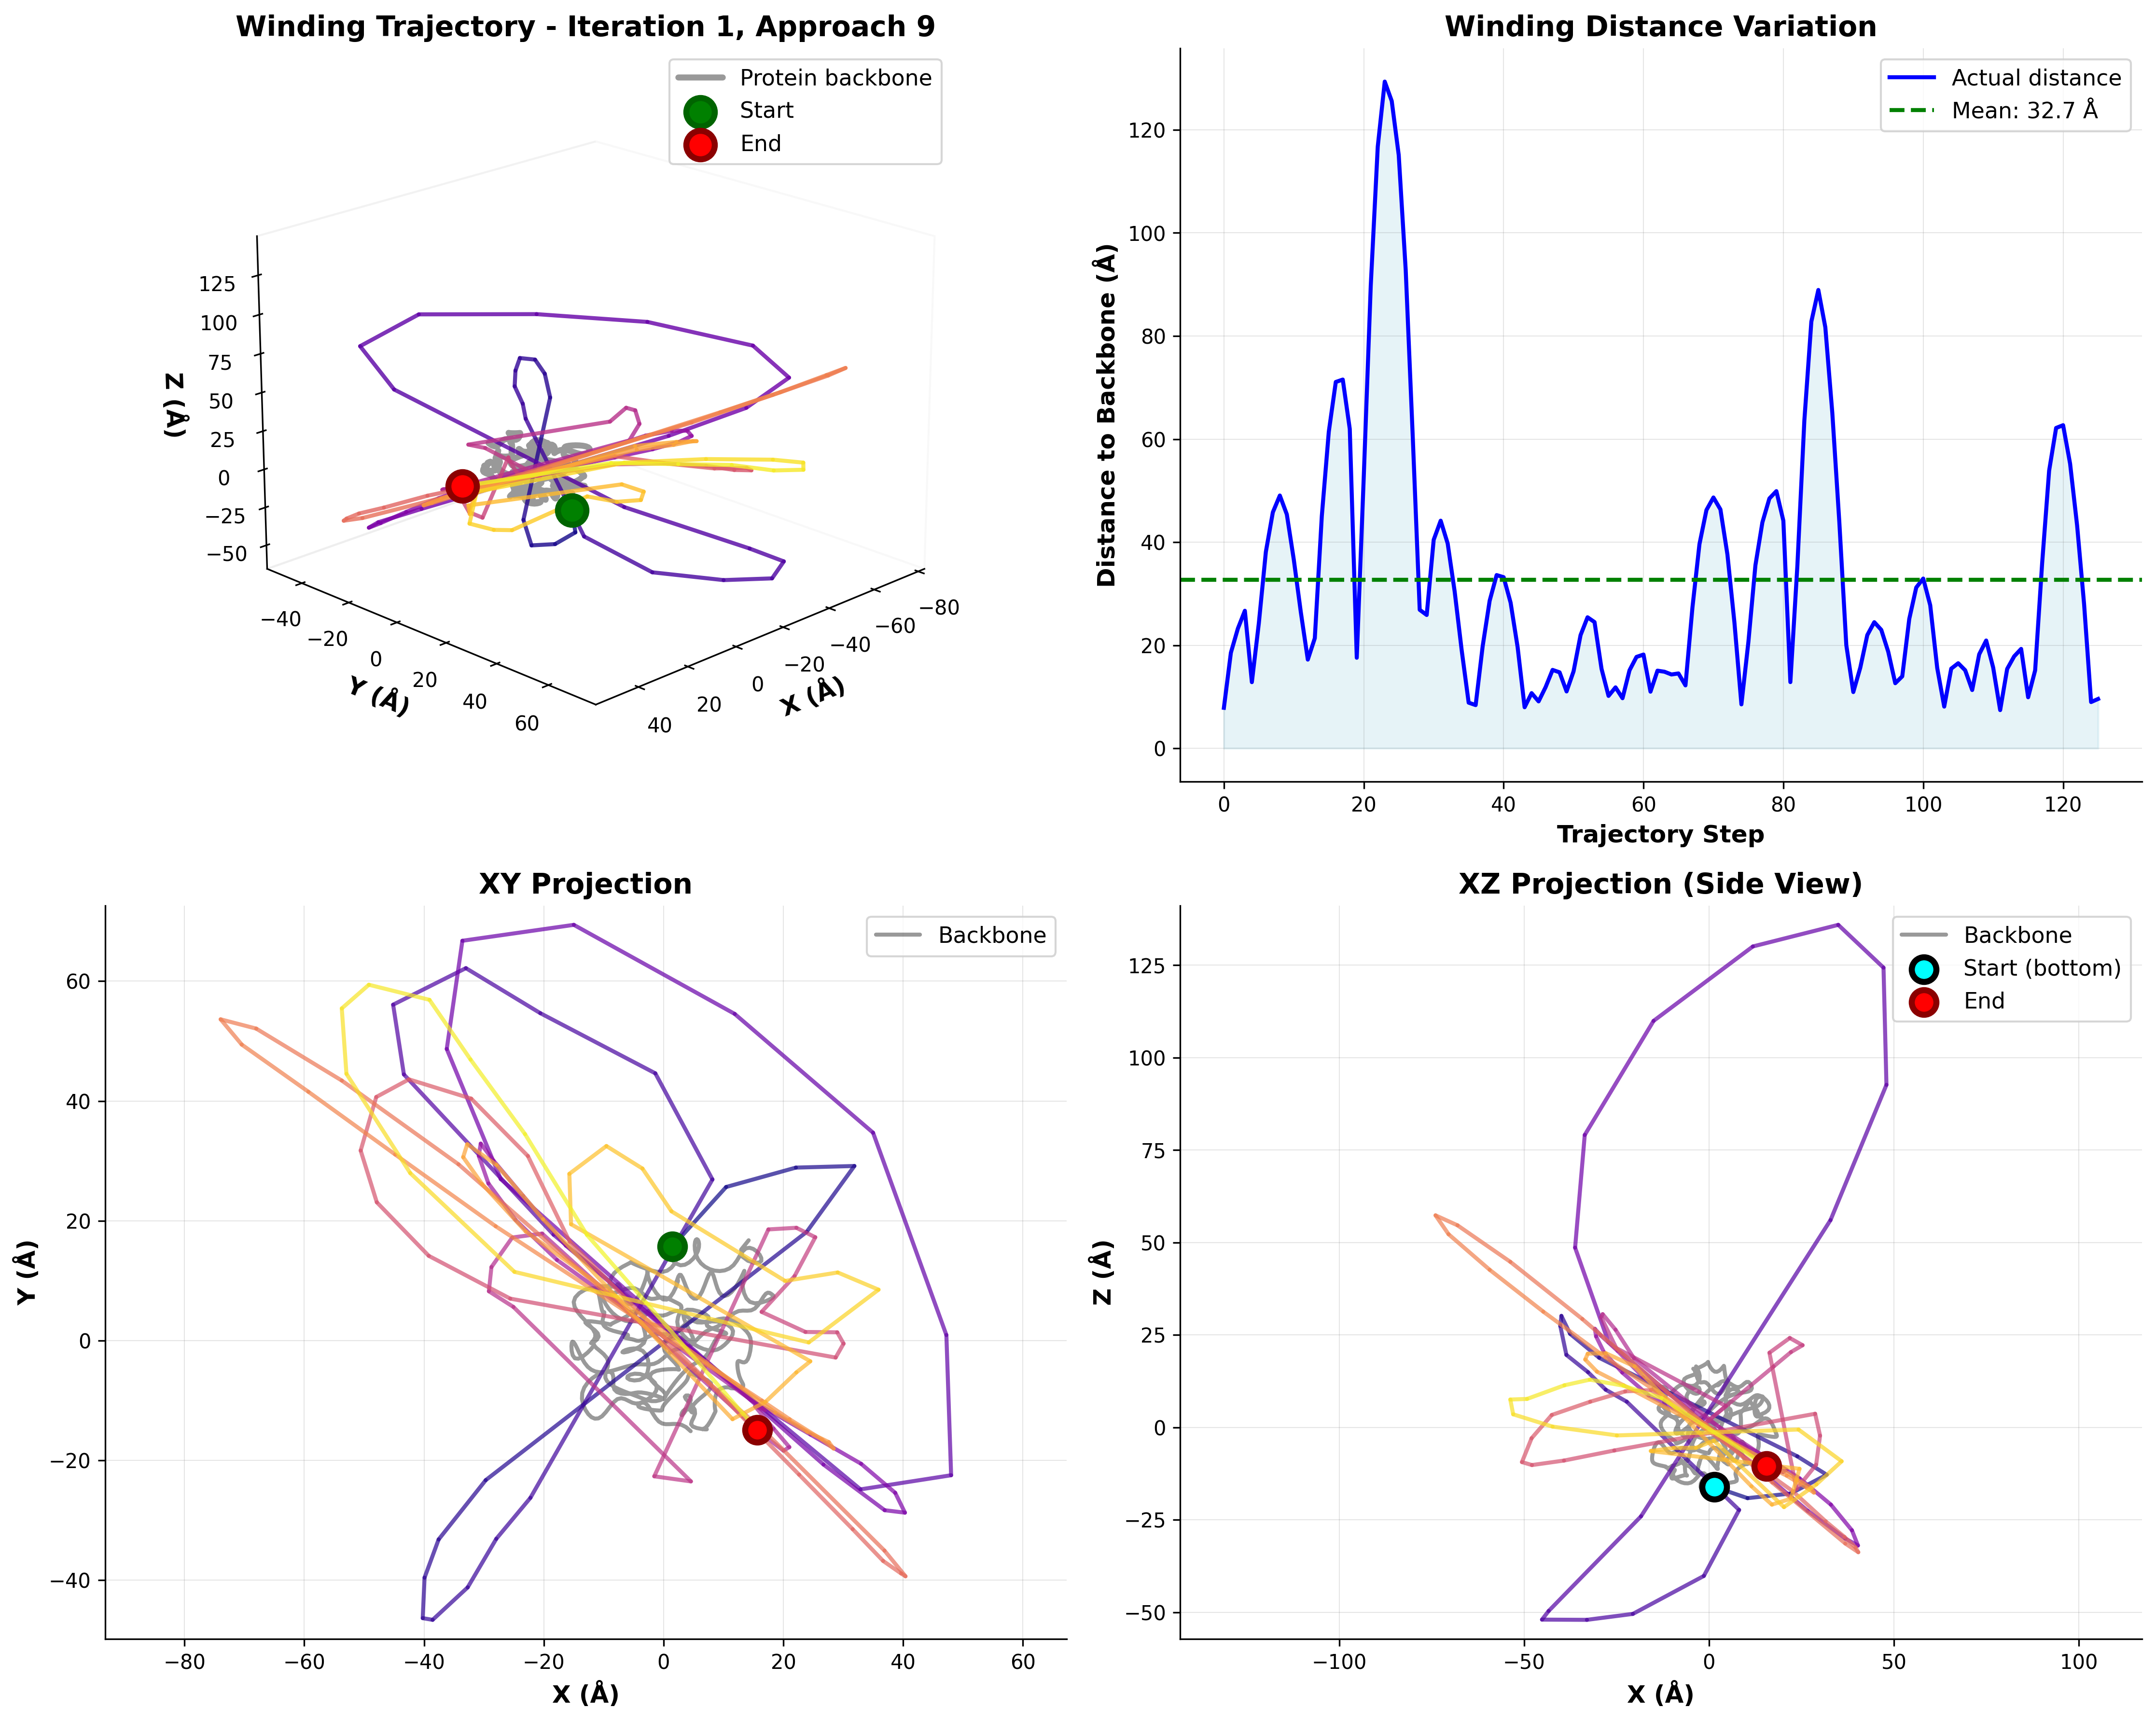 Winding Trajectory - Iteration 1, Approach 9
Protein backbone
Start
End
125
100
75
50
25
0
−25
−50
Z (Å)
−40
−20
0
20
40
60
Y (Å)
40
20
0
−20
−40
−60
−80
X (Å)
Winding Distance Variation
Actual distance
Mean: 32.7 Å
120
100
80
60
40
20
0
Distance to Backbone (Å)
0
20
40
60
80
100
120
Trajectory Step
XY Projection
Backbone
60
40
20
0
−20
−40
Y (Å)
−80
−60
−40
−20
0
20
40
60
X (Å)
XZ Projection (Side View)
Backbone
Start (bottom)
End
125
100
75
50
25
0
−25
−50
Z (Å)
−100
−50
0
50
100
X (Å)